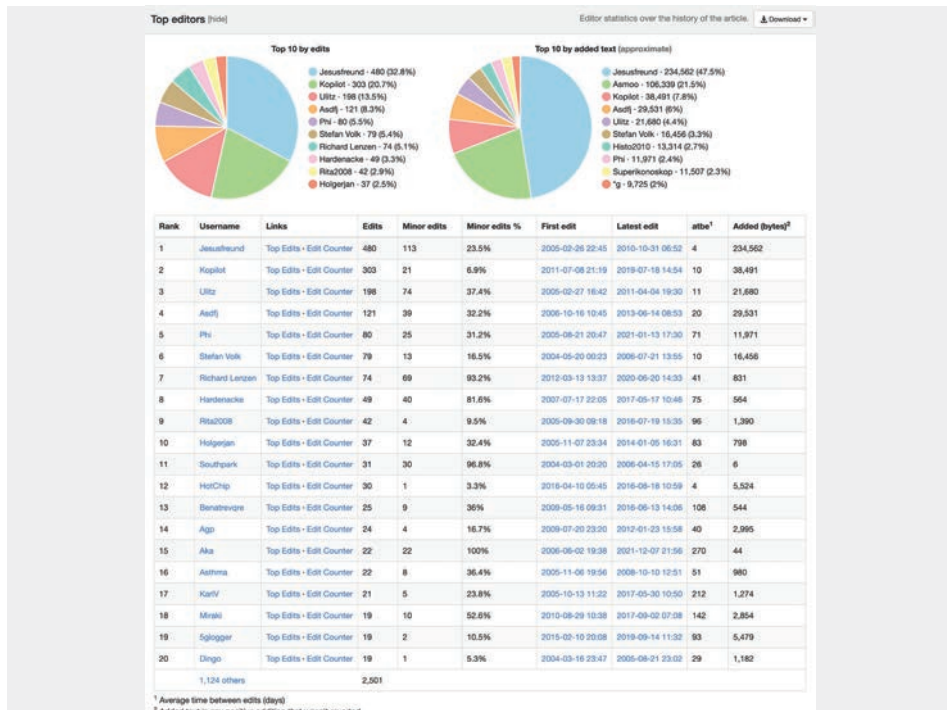 Top editors [hide]
Editor statistics over the history of the article.
Download
Top 10 by edits
Jesusfreund - 480 (32.8%)
Kopilot - 303 (20.7%)
Ulitz - 198 (13.5%)
Asdfj - 121 (8.3%)
Phi - 80 (5.5%)
Stefan Volk - 79 (5.4%)
Richard Lenzen - 74 (5.1%)
Hardenacke - 49 (3.3%)
Rita2008 - 42 (2.9%)
Holgerjan - 37 (2.5%)
Top 10 by added text (approximate)
Jesusfreund - 234,562 (47.5%)
Asmoo - 106,339 (21.5%)
Kopilot - 38,491 (7.8%)
Asdfj - 29,531 (6%)
Ulitz - 21,680 (4.4%)
Stefan Volk - 16,456 (3.3%)
Histo2010 - 13,314 (2.7%)
Phi - 11,971 (2.4%)
Superikonoskop - 11,507 (2.3%)
°g - 9,725 (2%)
Rank Username Links Edits Minor edits Minor edits % First edit Latest edit atbe¹ Added (bytes)²
1 Jesusfreund Top Edits • Edit Counter 480 113 23.5% 2005-02-26 22:45 2010-10-31 06:52 4 234,562
2 Kopilot Top Edits • Edit Counter 303 21 6.9% 2011-07-08 21:19 2019-07-18 14:54 10 38,491
3 Ulitz Top Edits • Edit Counter 198 74 37.4% 2005-02-27 16:42 2011-04-04 19:30 11 21,680
4 Asdfj Top Edits • Edit Counter 121 39 32.2% 2006-10-16 10:45 2013-06-14 08:53 20 29,531
5 Phi Top Edits • Edit Counter 80 25 31.2% 2005-08-21 20:47 2021-01-13 17:30 71 11,971
6 Stefan Volk Top Edits • Edit Counter 79 13 16.5% 2004-05-20 00:23 2006-07-21 13:55 10 16,456
7 Richard Lenzen Top Edits • Edit Counter 74 69 93.2% 2012-03-13 13:37 2020-06-20 14:33 41 831
8 Hardenacke Top Edits • Edit Counter 49 40 81.6% 2007-07-17 22:05 2017-05-17 10:46 75 564
9 Rita2008 Top Edits • Edit Counter 42 4 9.5% 2005-09-30 09:18 2016-07-19 15:35 96 1,390
10 Holgerjan Top Edits • Edit Counter 37 12 32.4% 2005-11-07 23:34 2014-01-05 16:31 83 798
11 Southpark Top Edits • Edit Counter 31 30 96.8% 2004-03-01 20:20 2006-04-15 17:05 26 6
12 HotChip Top Edits • Edit Counter 30 1 3.3% 2016-04-10 05:45 2016-08-18 10:59 4 5,524
13 Benatrevqre Top Edits • Edit Counter 25 9 36% 2009-05-16 09:31 2016-06-13 14:06 108 544
14 Agp Top Edits • Edit Counter 24 4 16.7% 2009-07-20 23:20 2012-01-23 15:58 40 2,995
15 Aka Top Edits • Edit Counter 22 22 100% 2006-06-02 19:38 2021-12-07 21:56 270 44
16 Asthma Top Edits • Edit Counter 22 8 36.4% 2005-11-06 19:56 2008-10-10 12:51 51 980
17 KarlV Top Edits • Edit Counter 21 5 23.8% 2005-10-13 11:22 2017-05-30 10:50 212 1,274
18 Miraki Top Edits • Edit Counter 19 10 52.6% 2010-08-29 10:38 2017-09-02 07:08 142 2,854
19 5glogger Top Edits • Edit Counter 19 2 10.5% 2015-02-10 20:08 2019-09-14 11:32 93 5,479
20 Dingo Top Edits • Edit Counter 19 1 5.3% 2004-03-16 23:47 2005-08-21 23:02 29 1,182
1,124 others 2,501
¹ Average time between edits (days)